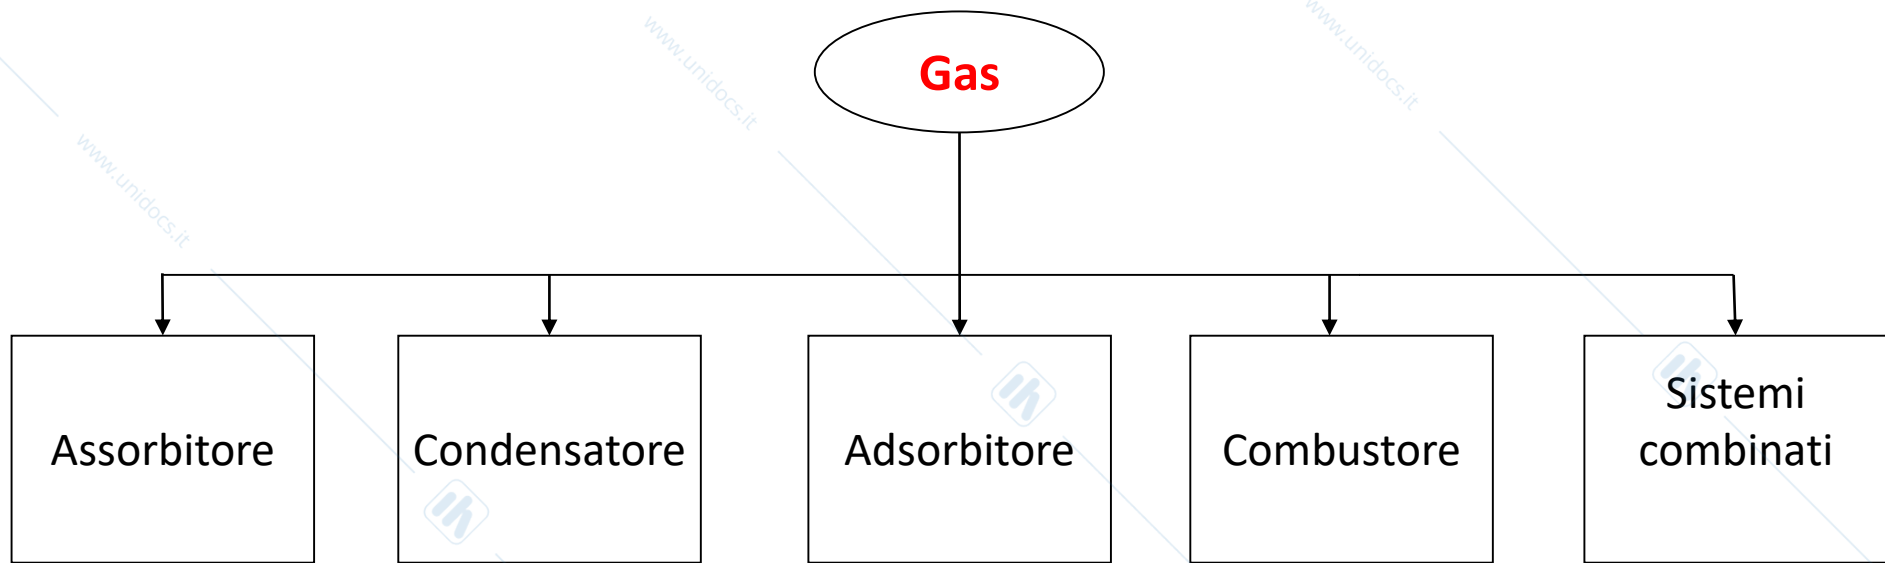 www.unidocs.it
www.unidocs.it
www.unidocs.it
Gas
Assorbitore
Condensatore
Adsorbitore
Combustore
Sistemi
combinati